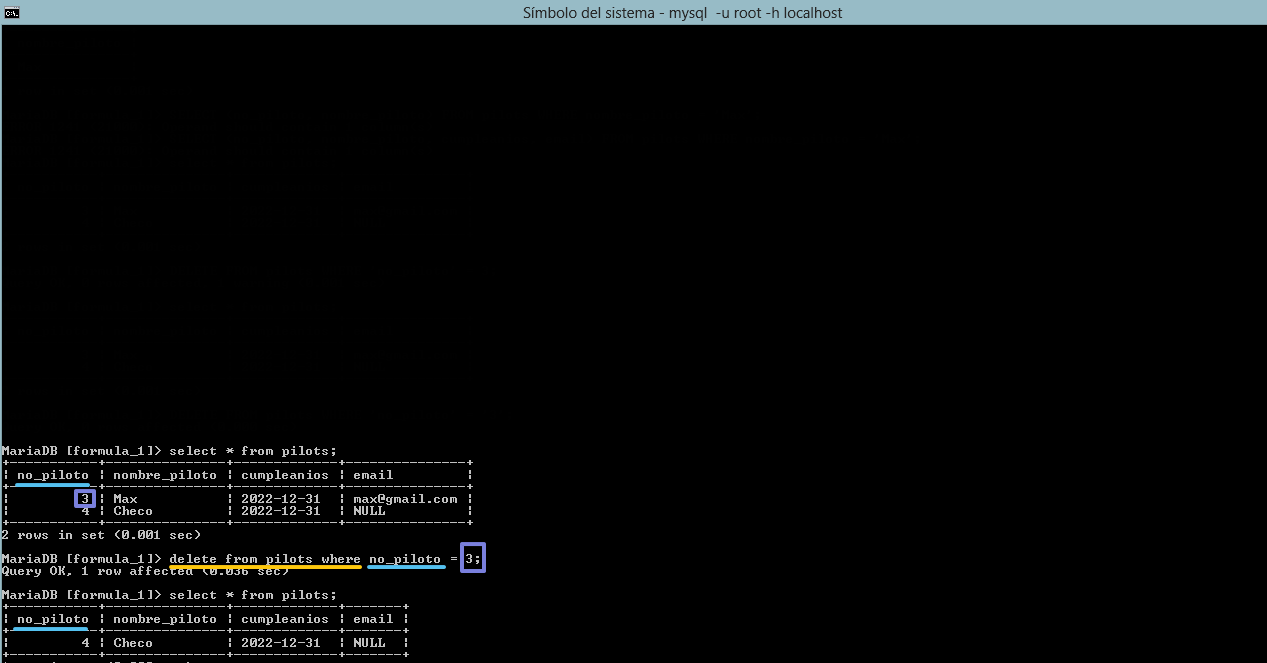 Símbolo del sistema - mysql  -u root -h localhost
MariaDB [formula_1]> select * from pilots;
+-----------+---------------+-------------+---------------+
¦ no_piloto ¦ nombre_piloto ¦ cumpleanios ¦ email         ¦
+-----------+---------------+-------------+---------------+
¦         3 ¦ Max           ¦ 2022-12-31  ¦ max@gmail.com ¦
¦         4 ¦ Checo         ¦ 2022-12-31  ¦ NULL          ¦
+-----------+---------------+-------------+---------------+
2 rows in set (0.001 sec)
MariaDB [formula_1]> delete from pilots where no_piloto = 3;
Query OK, 1 row affected (0.036 sec)
MariaDB [formula_1]> select * from pilots;
+-----------+---------------+-------------+-------+
¦ no_piloto ¦ nombre_piloto ¦ cumpleanios ¦ email ¦
+-----------+---------------+-------------+-------+
¦         4 ¦ Checo         ¦ 2022-12-31  ¦ NULL  ¦
+-----------+---------------+-------------+-------+